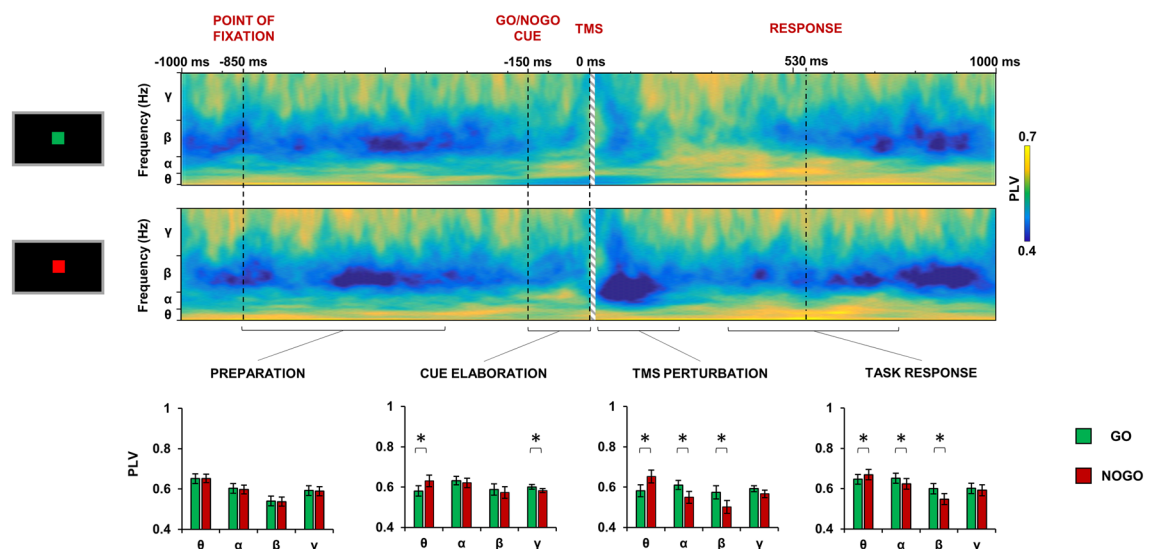 POINT OF
FIXATION
GO/NOGO
CUE
TMS
RESPONSE
-1000 ms
-850 ms
-150 ms
0 ms
530 ms
1000 ms
Frequency (Hz)
γ
β
α
θ
Frequency (Hz)
γ
β
α
θ
0.7
PLV
0.4
PREPARATION
CUE ELABORATION
TMS PERTURBATION
TASK RESPONSE
PLV
1
0.8
0.6
0.4
θ α β γ
1
0.8
0.6
0.4
* *
θ α β γ
1
0.8
0.6
0.4
* * *
θ α β γ
1
0.8
0.6
0.4
* * *
θ α β γ
GO
NOGO